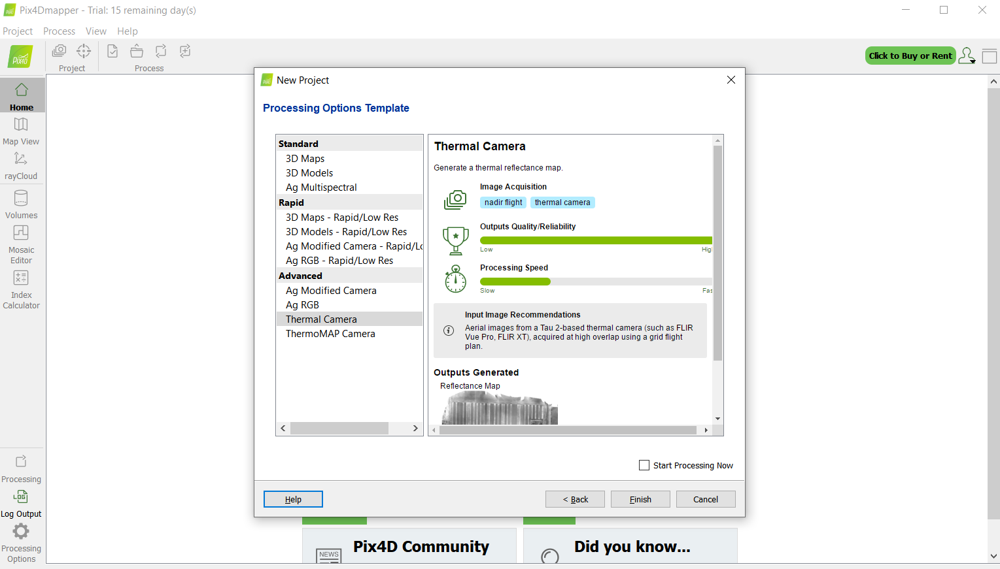 Pix4Dmapper - Trial: 15 remaining day(s)
Project Process View Help
PIX4D
Project
Process
Click to Buy or Rent
Home
Map View
rayCloud
Volumes
Mosaic
Editor
Index
Calculator
Processing
LOG
Log Output
Processing
Options
New Project
Processing Options Template
Standard
3D Maps
3D Models
Ag Multispectral
Rapid
3D Maps - Rapid/Low Res
3D Models - Rapid/Low Res
Ag Modified Camera - Rapid/Lo
Ag RGB - Rapid/Low Res
Advanced
Ag Modified Camera
Ag RGB
Thermal Camera
ThermoMAP Camera
Thermal Camera
Generate a thermal reflectance map.
Image Acquisition
nadir flight thermal camera
Outputs Quality/Reliability
Low High
Processing Speed
Slow Fas
Input Image Recommendations
Aerial images from a Tau 2-based thermal camera (such as FLIR
Vue Pro, FLIR XT), acquired at high overlap using a grid flight
plan.
Outputs Generated
Reflectance Map
Start Processing Now
Help
< Back
Finish
Cancel
NEWS
Pix4D Community
Did you know...